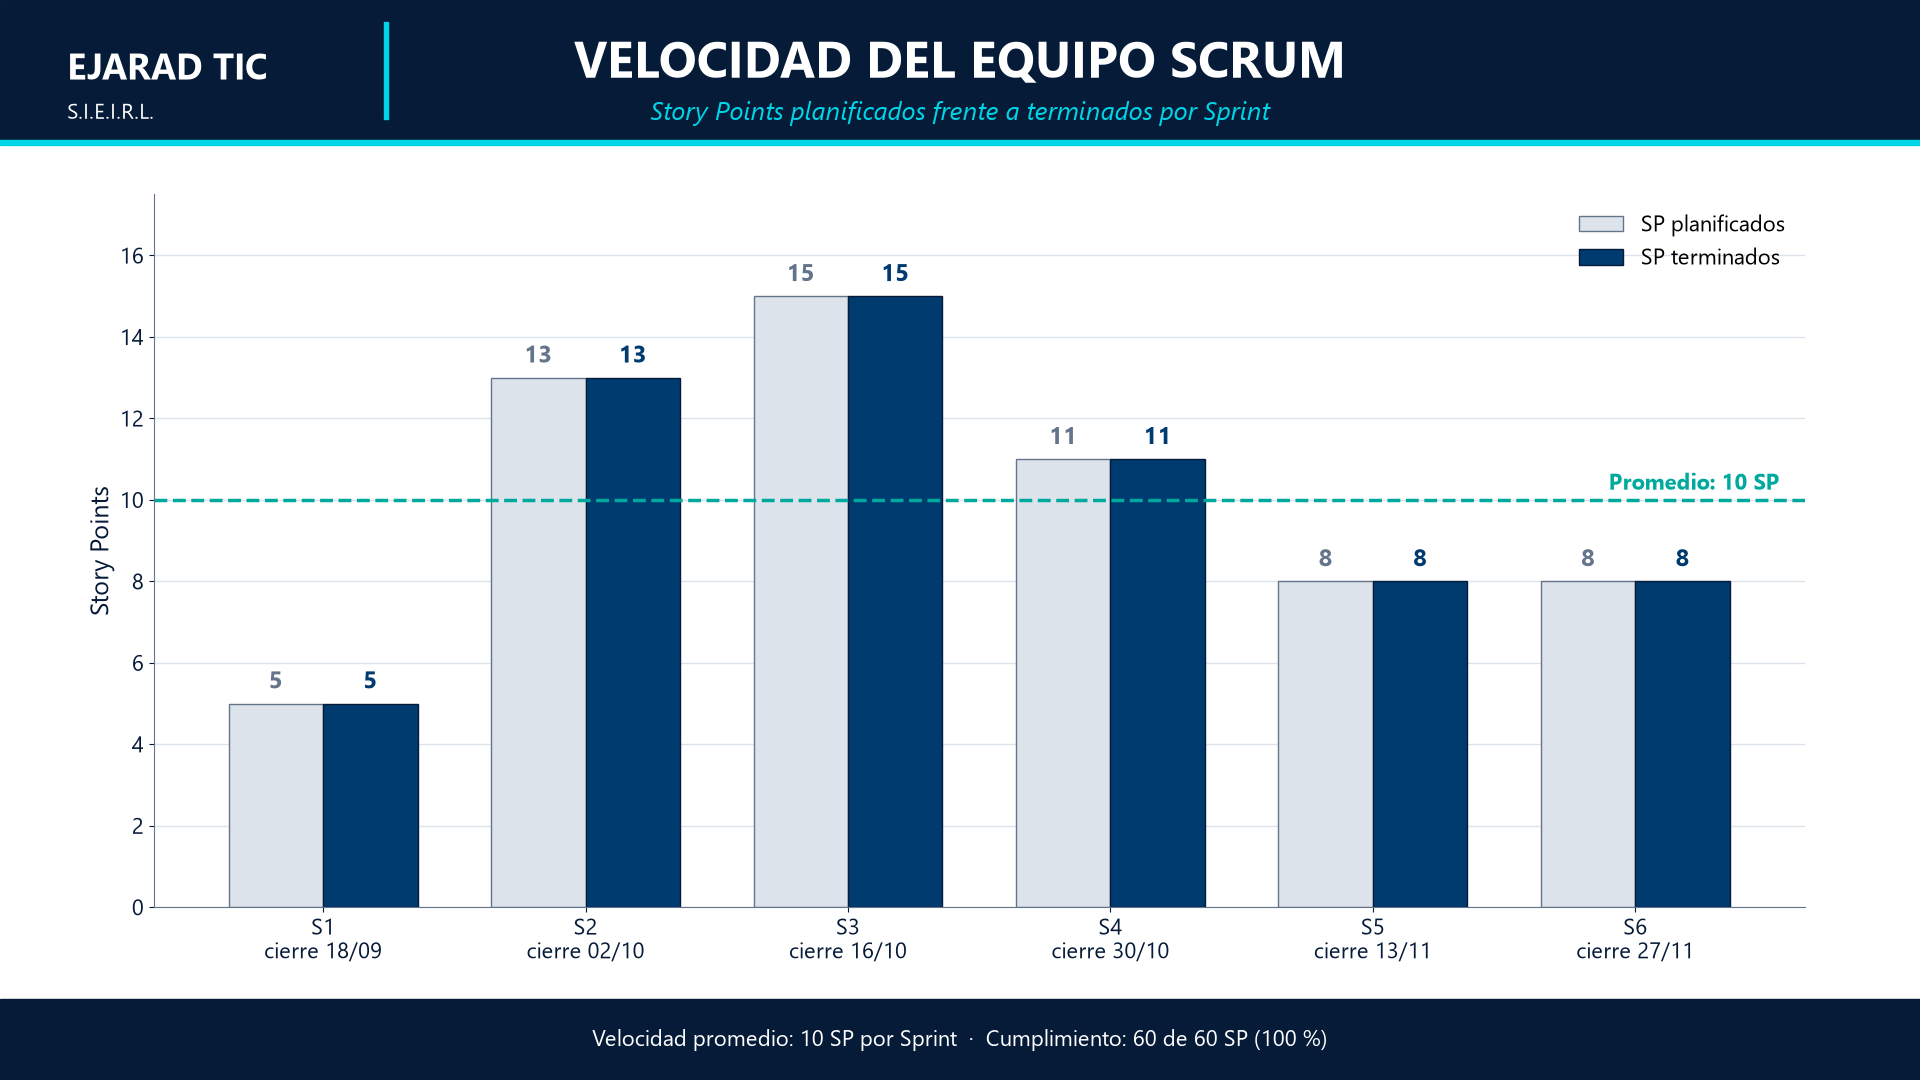 EJARAD TIC
S.I.E.I.R.L.
VELOCIDAD DEL EQUIPO SCRUM
Story Points planificados frente a terminados por Sprint
SP planificados
SP terminados
Story Points
16
14
12
10
8
6
4
2
0
5 5
13 13
15 15
11 11
8 8
8 8
Promedio: 10 SP
S1
cierre 18/09
S2
cierre 02/10
S3
cierre 16/10
S4
cierre 30/10
S5
cierre 13/11
S6
cierre 27/11
Velocidad promedio: 10 SP por Sprint · Cumplimiento: 60 de 60 SP (100 %)